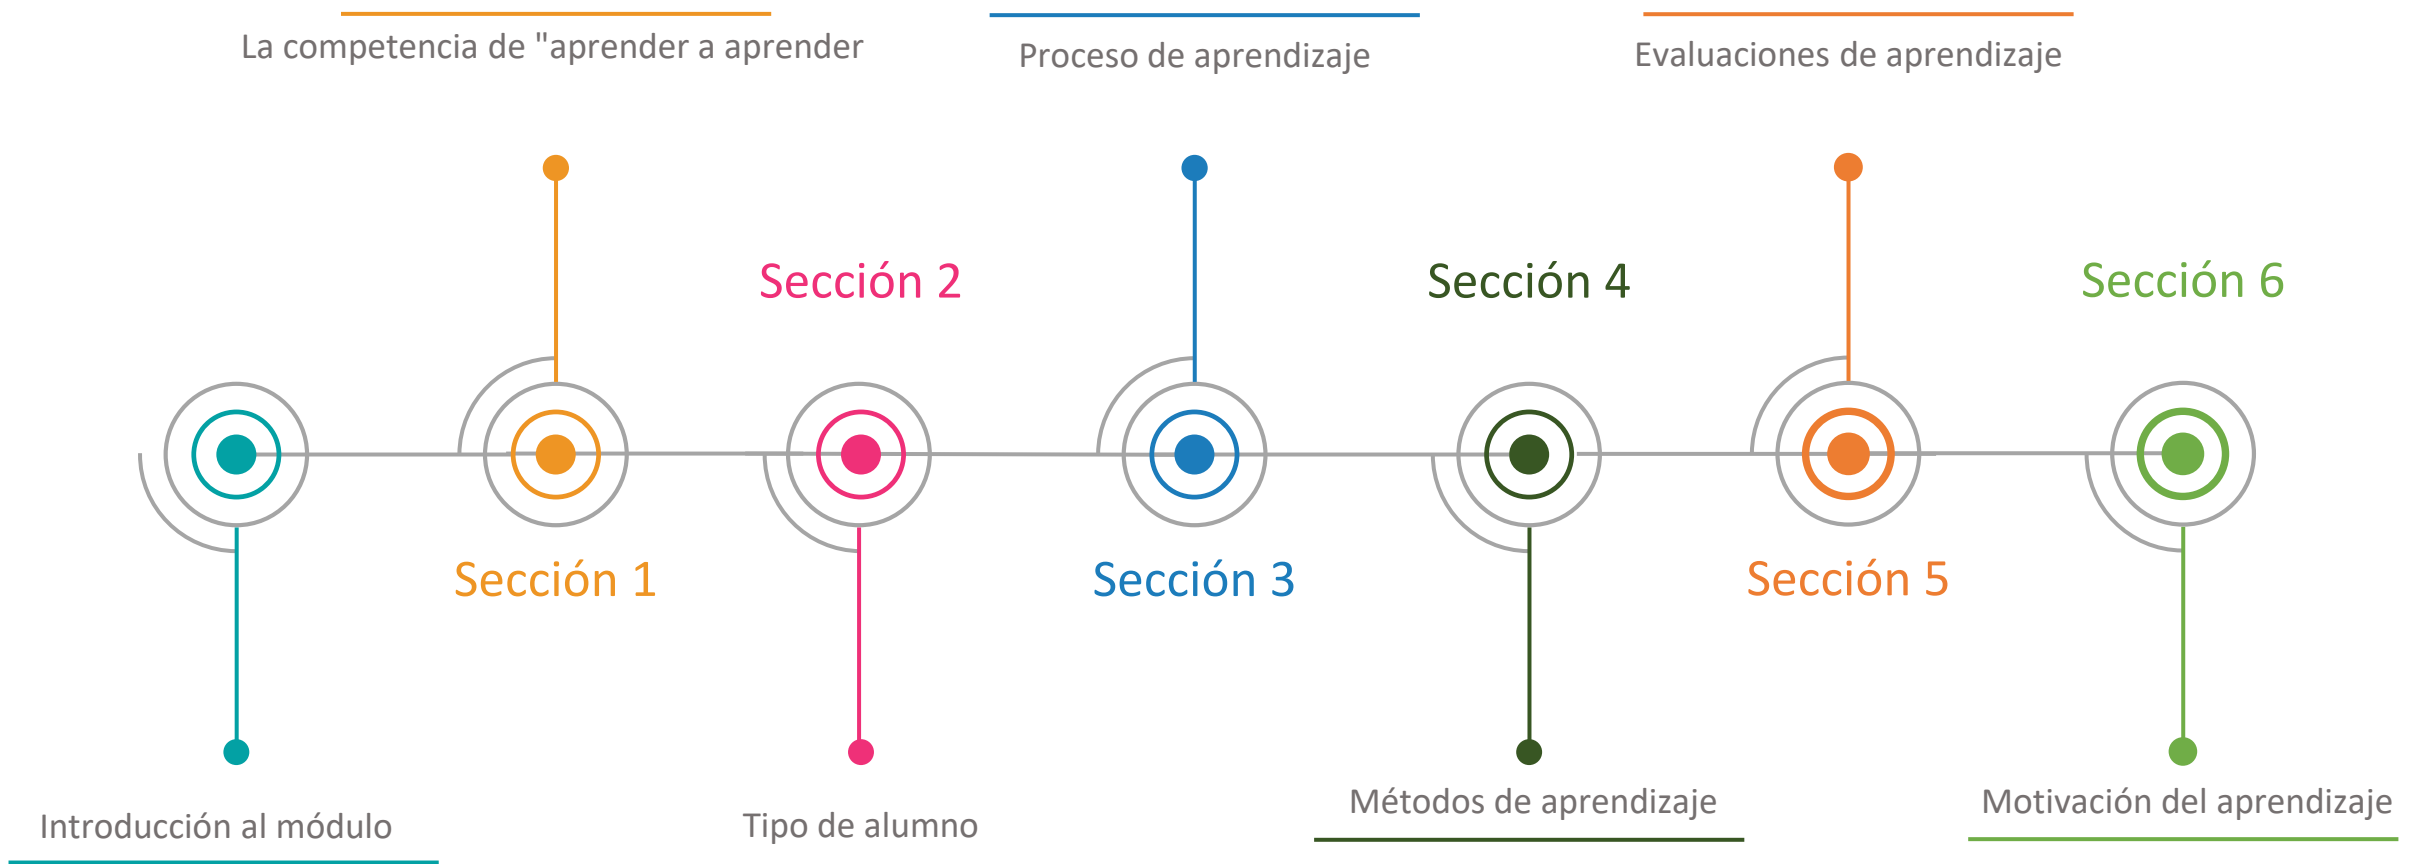 La competencia de "aprender a aprender
Proceso de aprendizaje
Evaluaciones de aprendizaje
Sección 2
Sección 4
Sección 6
Sección 1
Sección 3
Sección 5
Introducción al módulo
Tipo de alumno
Métodos de aprendizaje
Motivación del aprendizaje